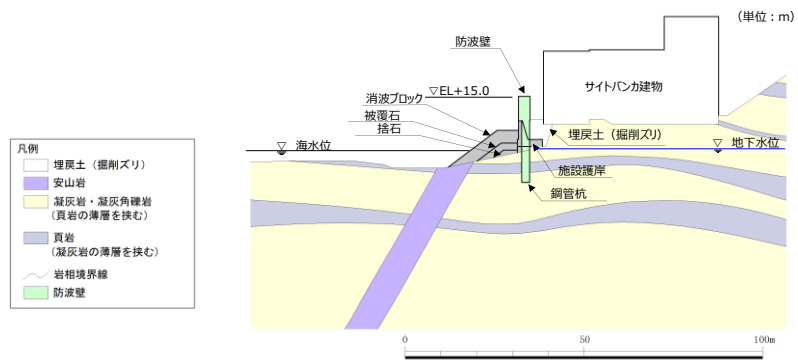 （単位：m）
防波壁
サイトバンカ建物
▽EL+15.0
消波ブロック
被覆石
捨石
埋戻土（掘削ズリ）
海水位
地下水位
施設護岸
鋼管杭
凡例
埋戻土（掘削ズリ）
安山岩
凝灰岩・凝灰角礫岩
（頁岩の薄層を挟む）
頁岩
（凝灰岩の薄層を挟む）
岩相境界線
防波壁
0
50
100m